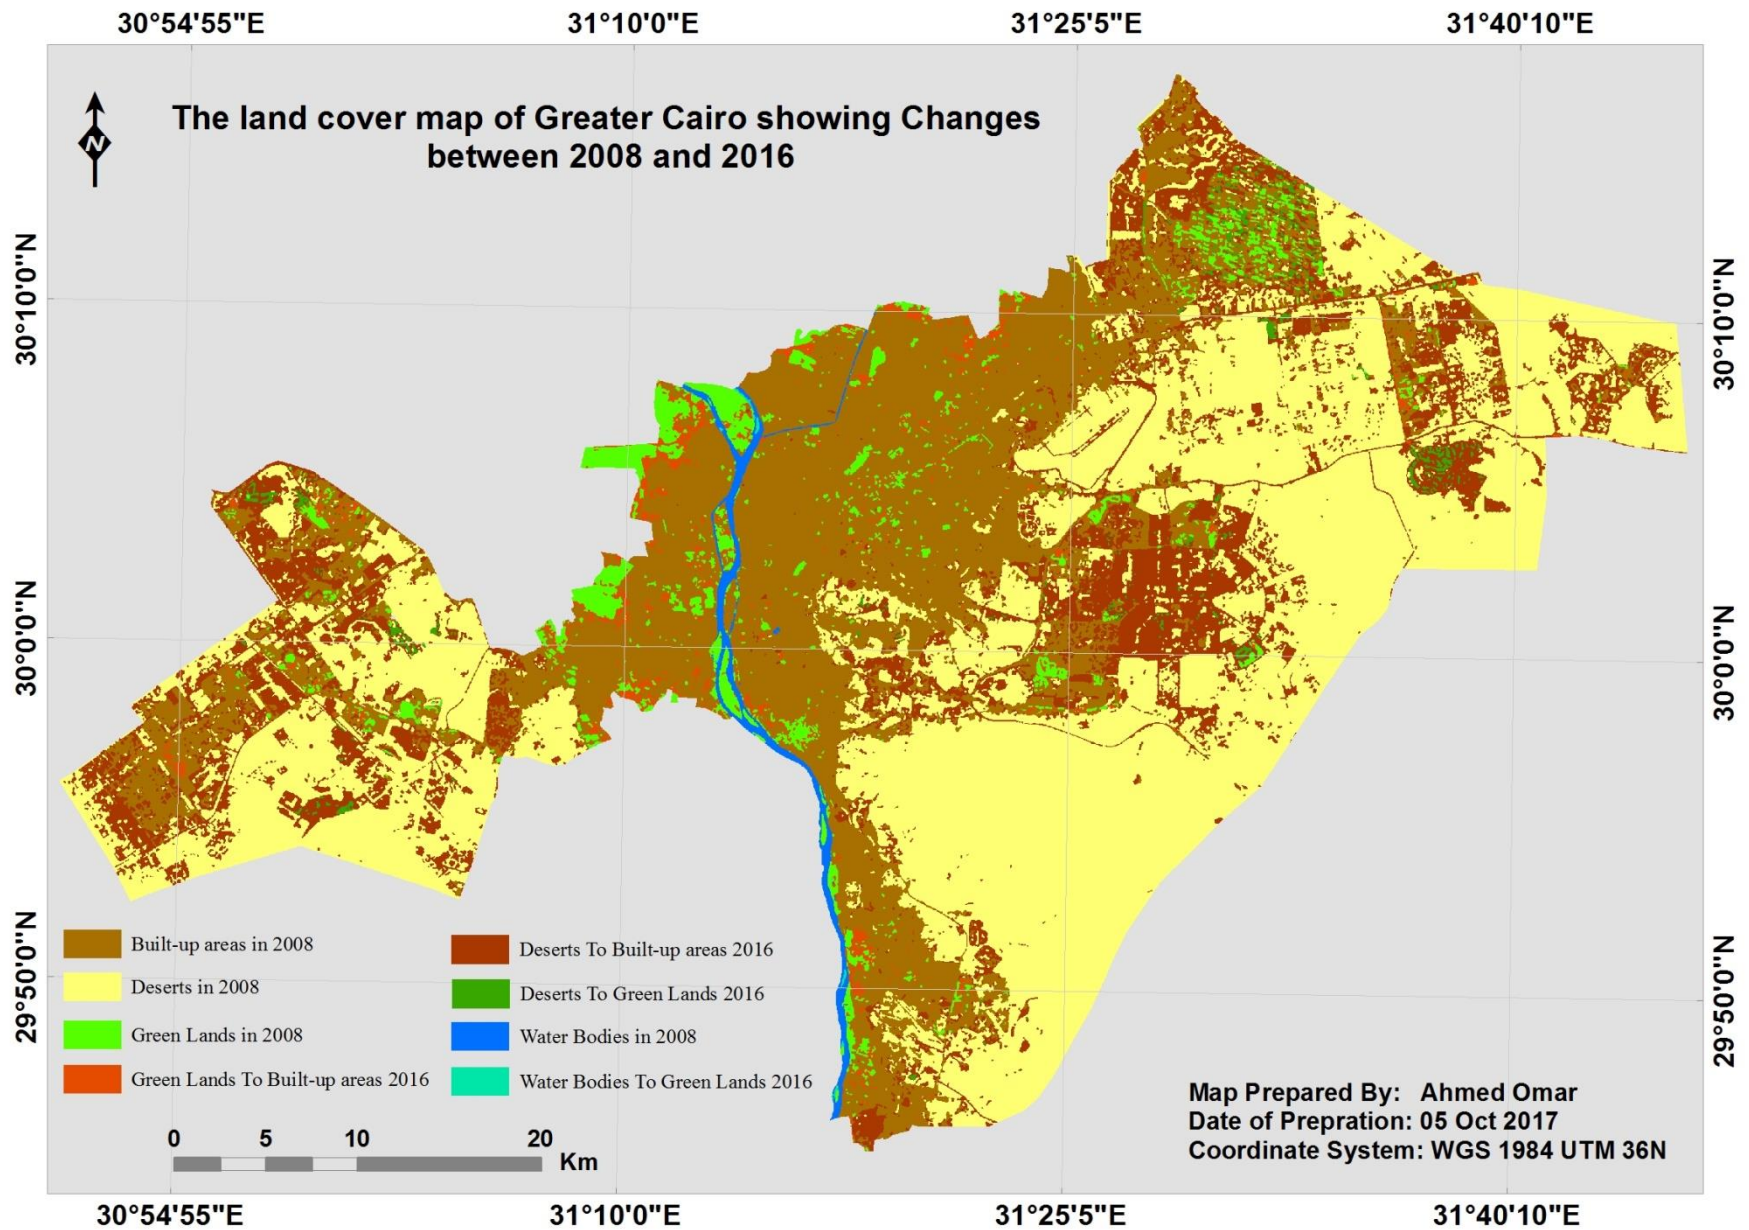 30°54'55"E 31°10'0"E 31°25'5"E 31°40'10"E
N
The land cover map of Greater Cairo showing Changes
between 2008 and 2016
30°10'0"N 30°10'0"N
30°0'0"N 30°0'0"N
29°50'0"N 29°50'0"N
Built-up areas in 2008
Deserts in 2008
Green Lands in 2008
Green Lands To Built-up areas 2016
Deserts To Built-up areas 2016
Deserts To Green Lands 2016
Water Bodies in 2008
Water Bodies To Green Lands 2016
0 5 10 20
Km
Map Prepared By: Ahmed Omar
Date of Prepration: 05 Oct 2017
Coordinate System: WGS 1984 UTM 36N
30°54'55"E 31°10'0"E 31°25'5"E 31°40'10"E